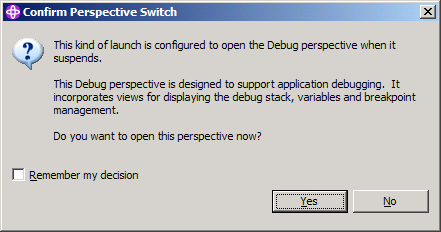 Confirm Perspective Switch
This kind of launch is configured to open the Debug perspective when it
suspends.
This Debug perspective is designed to support application debugging.  It
incorporates views for displaying the debug stack, variables and breakpoint
management.
Do you want to open this perspective now?
Remember my decision
Yes No